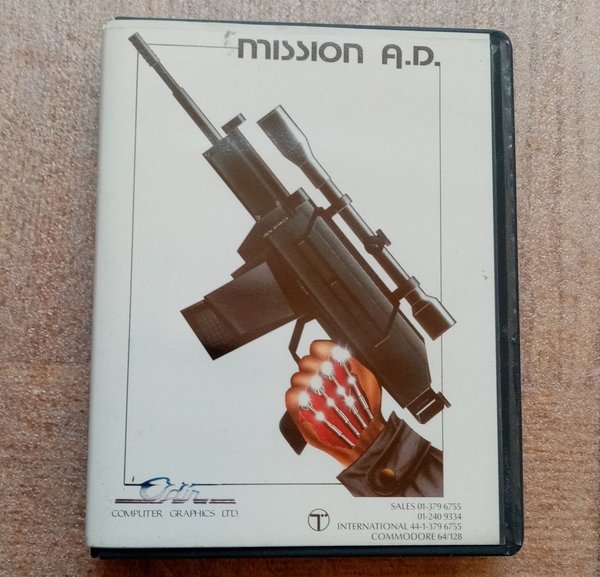 mission A.D.
Odin
COMPUTER GRAPHICS LTD.
SALES 01-379 6755
01-240 9334
INTERNATIONAL 44-1-379 6755
COMMODORE 64/128